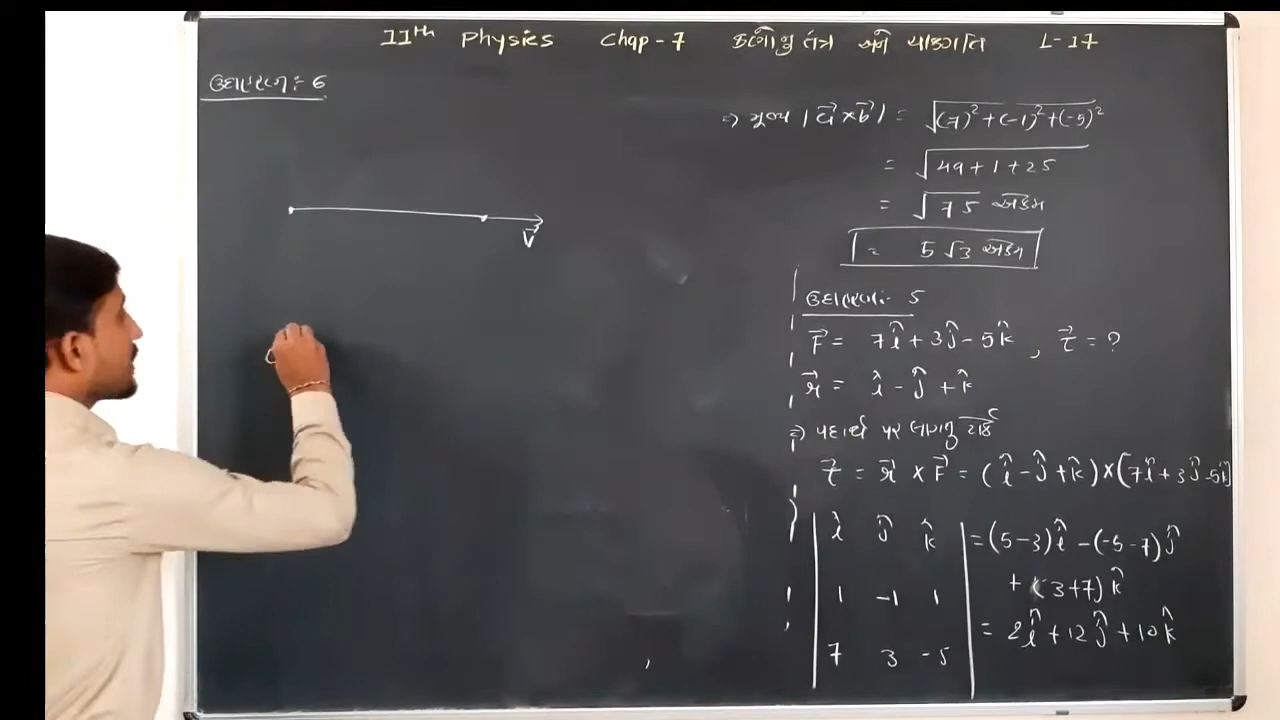 11th Physics Chap-7 કણોનું તંત્ર અને ચાકગતિ L-17
ઉદાહરણ:- 6
v⃗
⇒ મૂલ્ય |a⃗ × b⃗| = √(7)² + (-1)² + (-5)²
= √49 + 1 + 25
= √75 એકમ
= 5√3 એકમ
ઉદાહરણ:- 5
F⃗ = 7î + 3ĵ - 5k̂ , τ⃗ = ?
r⃗ = î - ĵ + k̂
⇒ પદાર્થ પર લાગતું ટોર્ક
τ⃗ = r⃗ × F⃗ = (î - ĵ + k̂) × (7î + 3ĵ - 5k̂)
| î ĵ k̂ | = (5-3)î - (-5-7)ĵ
1 -1 1 + (3+7)k̂
7 3 -5 = 2î + 12ĵ + 10k̂